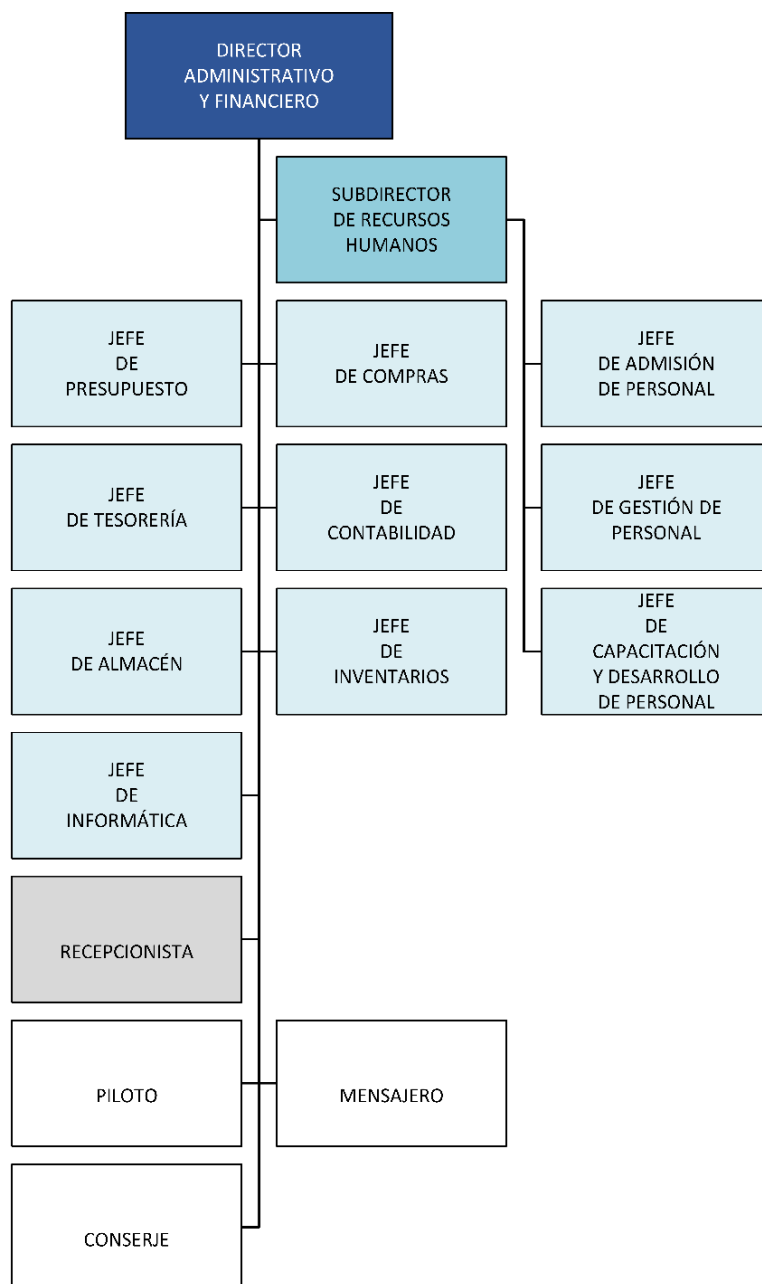 DIRECTOR
ADMINISTRATIVO
Y FINANCIERO
SUBDIRECTOR
DE RECURSOS
HUMANOS
JEFE
DE
PRESUPUESTO
JEFE
DE COMPRAS
JEFE
DE ADMISIÓN
DE PERSONAL
JEFE
DE TESORERÍA
JEFE
DE
CONTABILIDAD
JEFE
DE GESTIÓN DE
PERSONAL
JEFE
DE ALMACÉN
JEFE
DE
INVENTARIOS
JEFE
DE
CAPACITACIÓN
Y DESARROLLO
DE PERSONAL
JEFE
DE
INFORMÁTICA
RECEPCIONISTA
PILOTO
MENSAJERO
CONSERJE